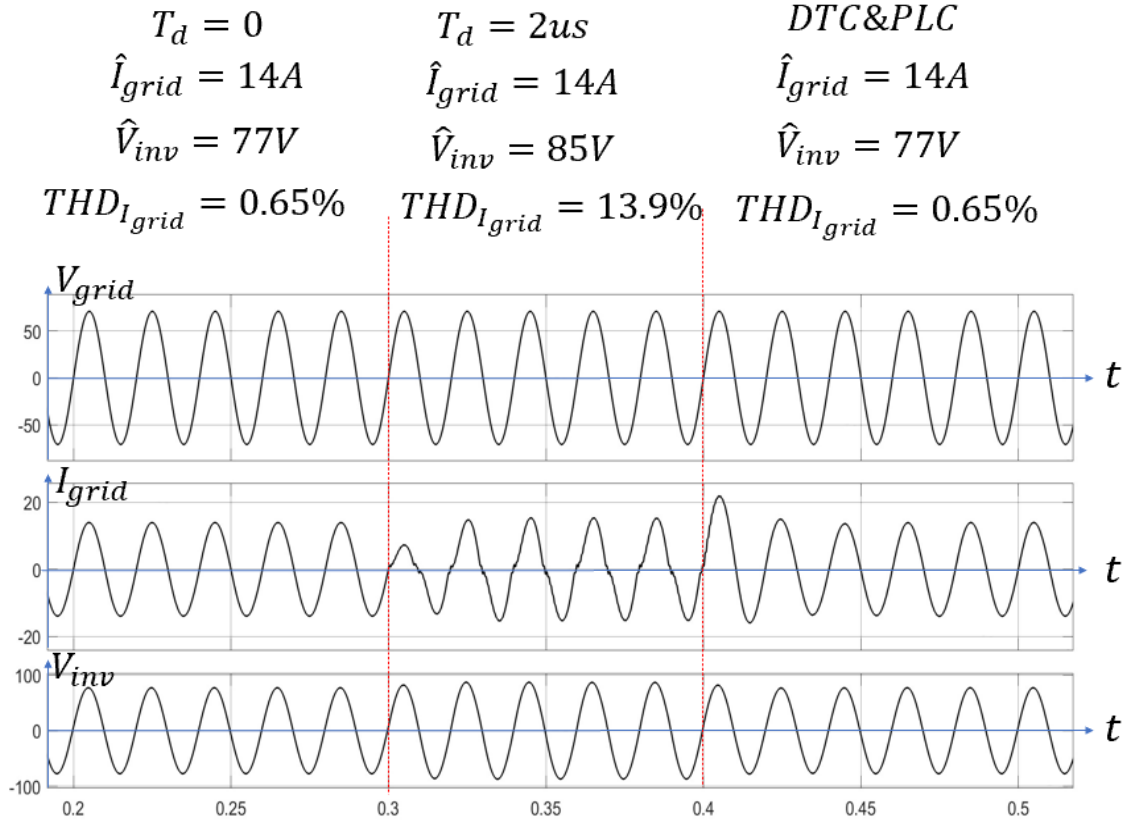 T_d = 0
Î_grid = 14A
V̂_inv = 77V
THD_I_grid = 0.65%
T_d = 2us
Î_grid = 14A
V̂_inv = 85V
THD_I_grid = 13.9%
DTC&PLC
Î_grid = 14A
V̂_inv = 77V
THD_I_grid = 0.65%
V_grid
50
0
-50
t
I_grid
20
0
-20
t
V_inv
100
0
-100
t
0.2 0.25 0.3 0.35 0.4 0.45 0.5